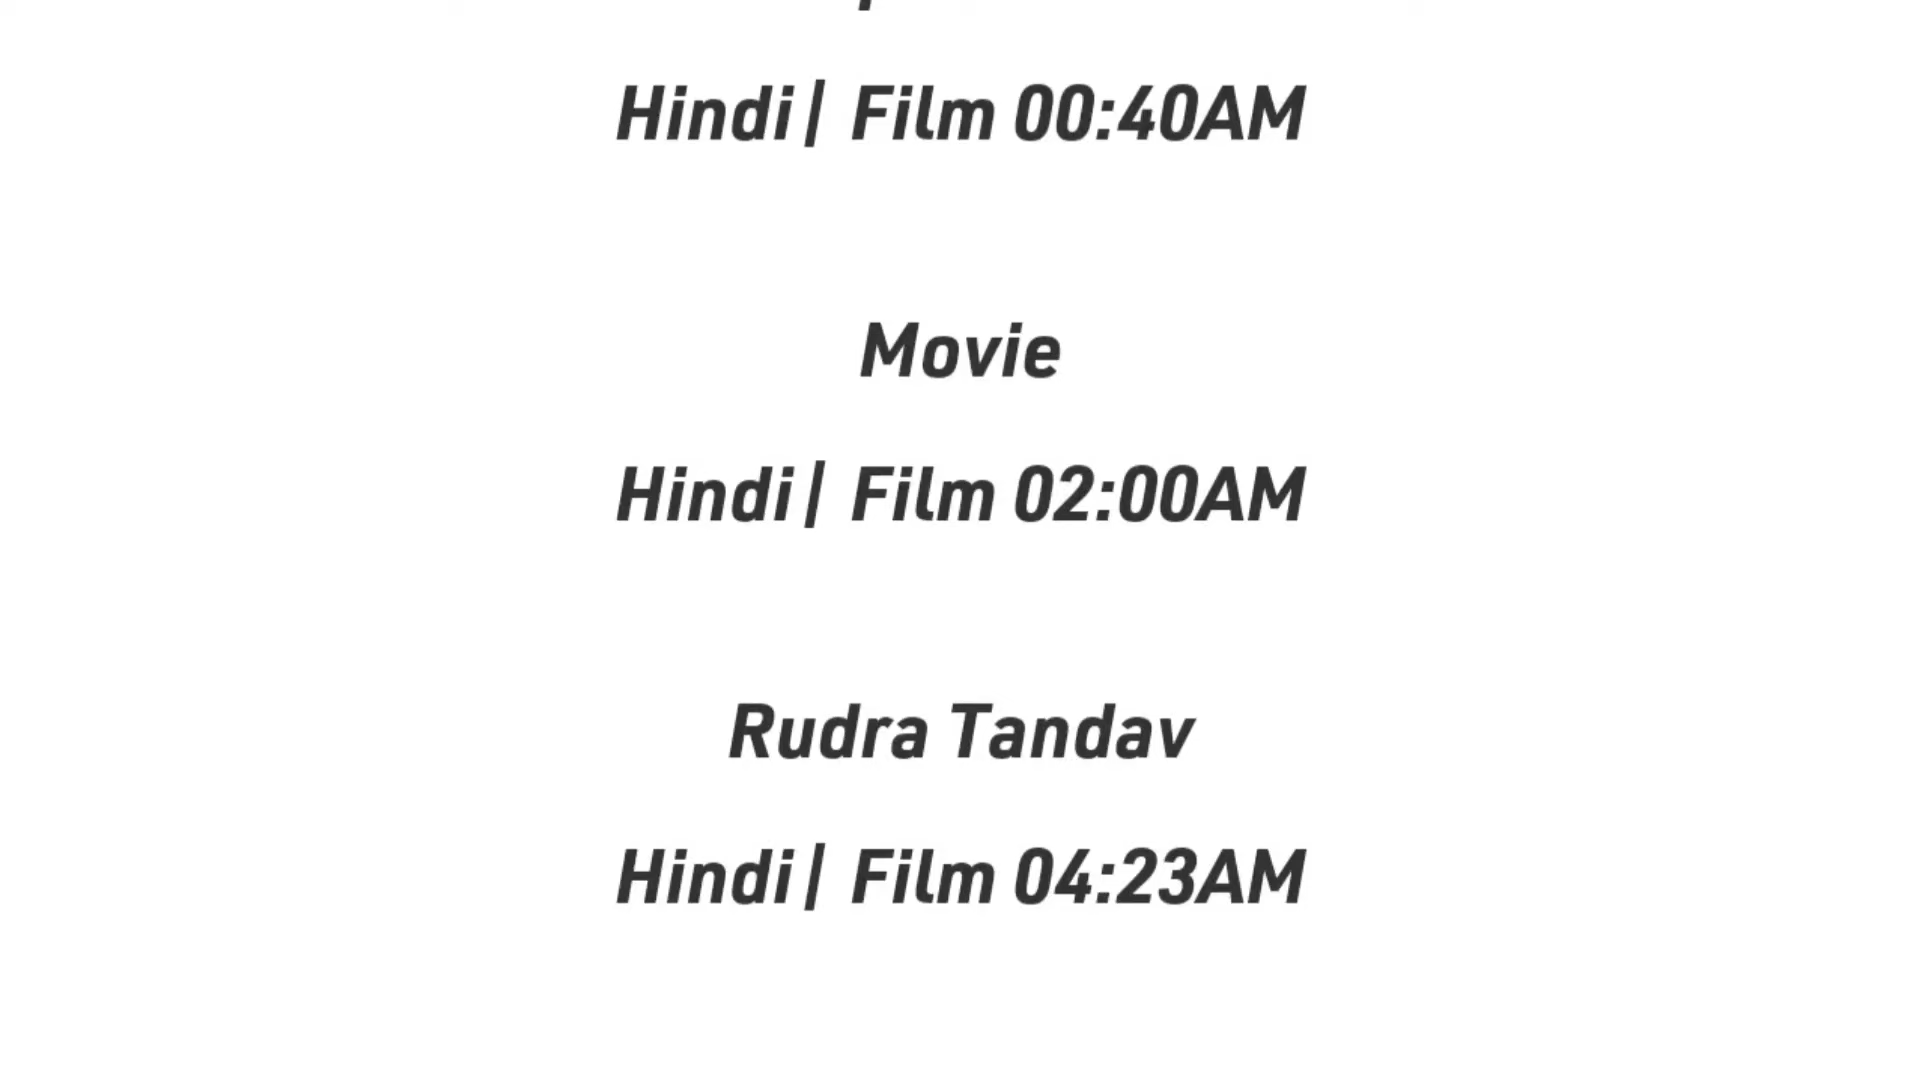 Hindi| Film 00:40AM
Movie
Hindi| Film 02:00AM
Rudra Tandav
Hindi| Film 04:23AM